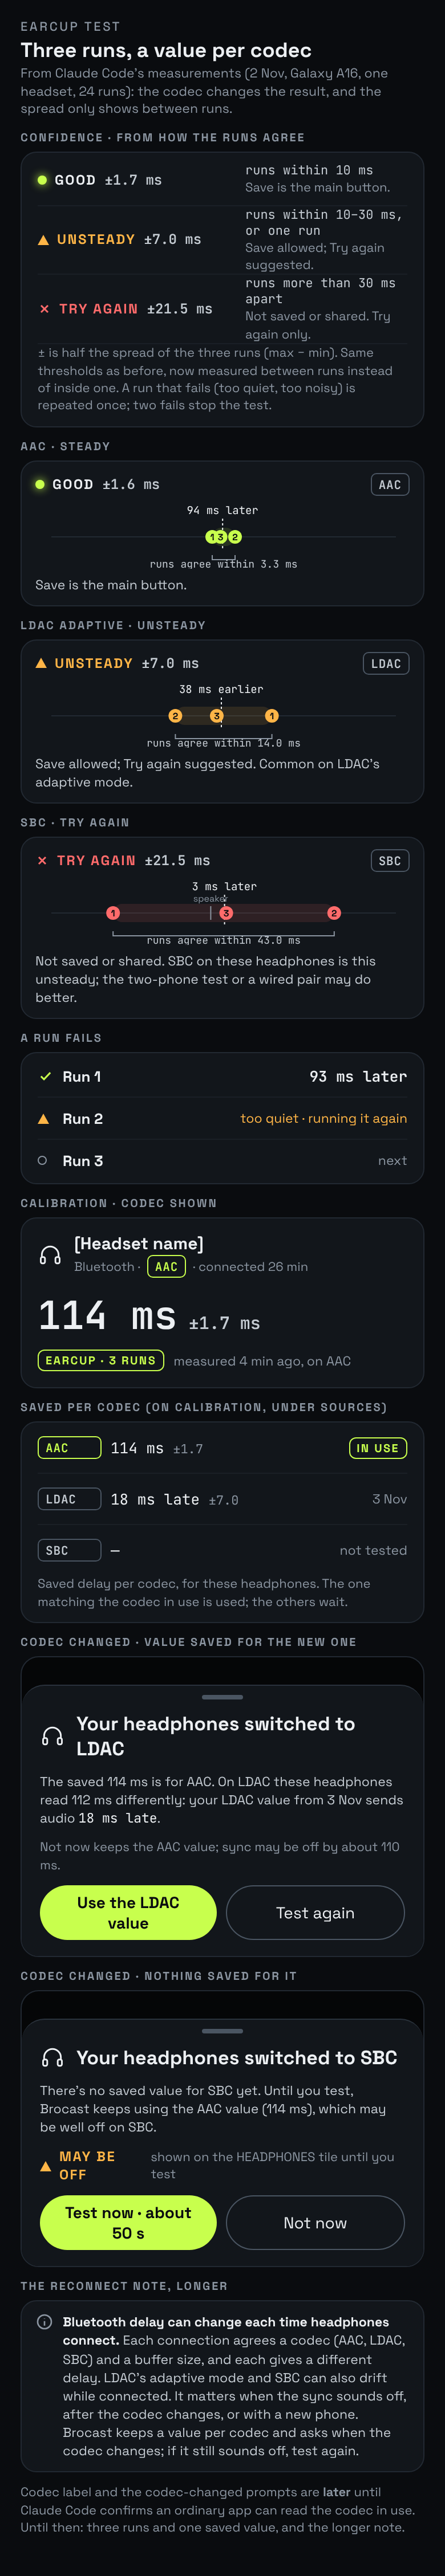 EARCUP TEST
Three runs, a value per codec
From Claude Code's measurements (2 Nov, Galaxy A16, one
headset, 24 runs): the codec changes the result, and the
spread only shows between runs.
CONFIDENCE · FROM HOW THE RUNS AGREE
GOOD ±1.7 ms
runs within 10 ms
Save is the main button.
UNSTEADY ±7.0 ms
runs within 10–30 ms,
or one run
Save allowed; Try again
suggested.
TRY AGAIN ±21.5 ms
runs more than 30 ms
apart
Not saved or shared. Try
again only.
± is half the spread of the three runs (max − min). Same
thresholds as before, now measured between runs instead
of inside one. A run that fails (too quiet, too noisy) is
repeated once; two fails stop the test.
AAC · STEADY
GOOD ±1.6 ms AAC
94 ms later
1 3 2
runs agree within 3.3 ms
Save is the main button.
LDAC ADAPTIVE · UNSTEADY
UNSTEADY ±7.0 ms LDAC
38 ms earlier
2 3 1
runs agree within 14.0 ms
Save allowed; Try again suggested. Common on LDAC's
adaptive mode.
SBC · TRY AGAIN
TRY AGAIN ±21.5 ms SBC
3 ms later
speaker
1 3 2
runs agree within 43.0 ms
Not saved or shared. SBC on these headphones is this
unsteady; the two-phone test or a wired pair may do
better.
A RUN FAILS
Run 1 93 ms later
Run 2 too quiet · running it again
Run 3 next
CALIBRATION · CODEC SHOWN
[Headset name]
Bluetooth · AAC · connected 26 min
114 ms ±1.7 ms
EARCUP · 3 RUNS measured 4 min ago, on AAC
SAVED PER CODEC (ON CALIBRATION, UNDER SOURCES)
AAC 114 ms ±1.7 IN USE
LDAC 18 ms late ±7.0 3 Nov
SBC — not tested
Saved delay per codec, for these headphones. The one
matching the codec in use is used; the others wait.
CODEC CHANGED · VALUE SAVED FOR THE NEW ONE
Your headphones switched to
LDAC
The saved 114 ms is for AAC. On LDAC these headphones
read 112 ms differently: your LDAC value from 3 Nov sends
audio 18 ms late.
Not now keeps the AAC value; sync may be off by about 110
ms.
Use the LDAC
value
Test again
CODEC CHANGED · NOTHING SAVED FOR IT
Your headphones switched to SBC
There's no saved value for SBC yet. Until you test,
Brocast keeps using the AAC value (114 ms), which may
be well off on SBC.
MAY BE
OFF
shown on the HEADPHONES tile until you
test
Test now · about
50 s
Not now
THE RECONNECT NOTE, LONGER
Bluetooth delay can change each time headphones
connect. Each connection agrees a codec (AAC, LDAC,
SBC) and a buffer size, and each gives a different
delay. LDAC's adaptive mode and SBC can also drift
while connected. It matters when the sync sounds off,
after the codec changes, or with a new phone.
Brocast keeps a value per codec and asks when the
codec changes; if it still sounds off, test again.
Codec label and the codec-changed prompts are later until
Claude Code confirms an ordinary app can read the codec in use.
Until then: three runs and one saved value, and the longer note.